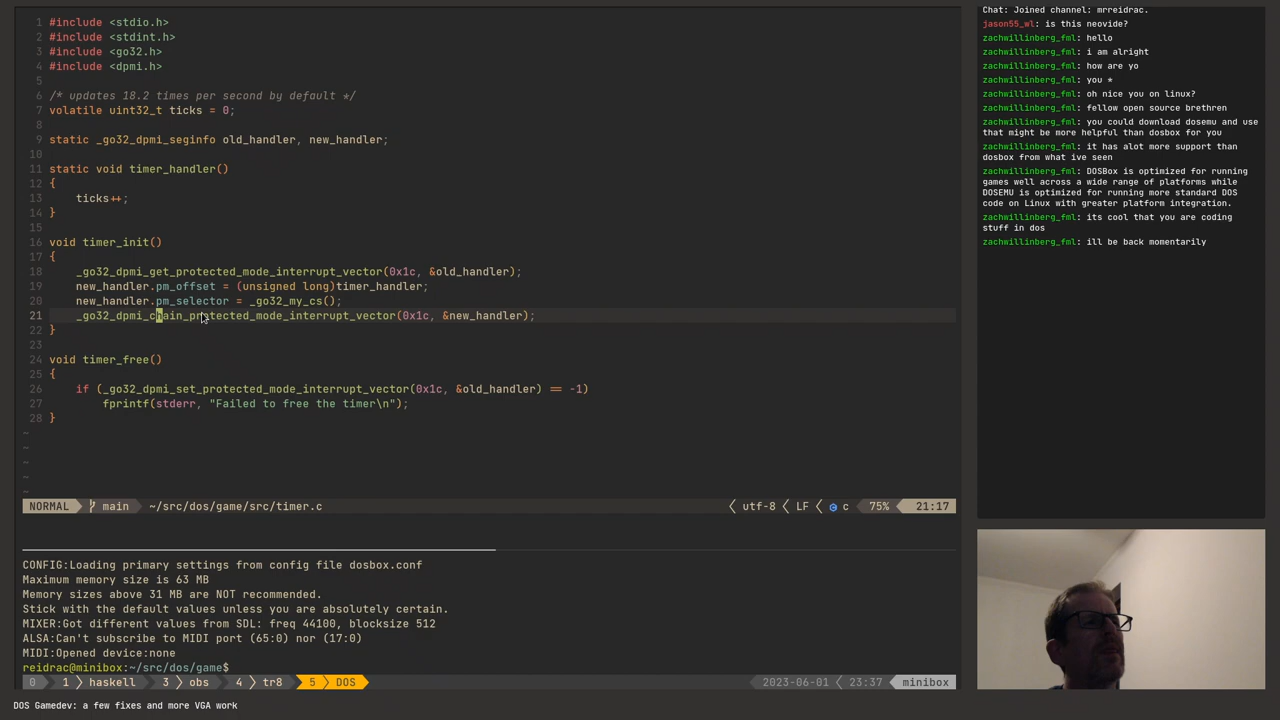 1 #include <stdio.h>
2 #include <stdint.h>
3 #include <go32.h>
4 #include <dpmi.h>
5
6 /* updates 18.2 times per second by default */
7 volatile uint32_t ticks = 0;
8
9 static _go32_dpmi_seginfo old_handler, new_handler;
10
11 static void timer_handler()
12 {
13 ticks++;
14 }
15
16 void timer_init()
17 {
18 _go32_dpmi_get_protected_mode_interrupt_vector(0x1c, &old_handler);
19 new_handler.pm_offset = (unsigned long)timer_handler;
20 new_handler.pm_selector = _go32_my_cs();
21 _go32_dpmi_chain_protected_mode_interrupt_vector(0x1c, &new_handler);
22 }
23
24 void timer_free()
25 {
26 if (_go32_dpmi_set_protected_mode_interrupt_vector(0x1c, &old_handler) == -1)
27 fprintf(stderr, "Failed to free the timer\n");
28 }
~
~
~
~
~
NORMAL main ~/src/dos/game/src/timer.c utf-8 LF c 75% 21:17
CONFIG:Loading primary settings from config file dosbox.conf
Maximum memory size is 63 MB
Memory sizes above 31 MB are NOT recommended.
Stick with the default values unless you are absolutely certain.
MIXER:Got different values from SDL: freq 44100, blocksize 512
ALSA:Can't subscribe to MIDI port (65:0) nor (17:0)
MIDI:Opened device:none
reidrac@minibox:~/src/dos/game$
0 1 haskell 3 obs 4 tr8 5 DOS 2023-06-01 23:37 minibox
DOS Gamedev: a few fixes and more VGA work
Chat: Joined channel: mrreidrac.
jason55_wl: is this neovide?
zachwillinberg_fml: hello
zachwillinberg_fml: i am alright
zachwillinberg_fml: how are yo
zachwillinberg_fml: you *
zachwillinberg_fml: oh nice you on linux?
zachwillinberg_fml: fellow open source brethren
zachwillinberg_fml: you could download dosemu and use
that might be more helpful than dosbox for you
zachwillinberg_fml: it has alot more support than
dosbox from what ive seen
zachwillinberg_fml: DOSBox is optimized for running
games well across a wide range of platforms while
DOSEMU is optimized for running more standard DOS
code on Linux with greater platform integration.
zachwillinberg_fml: its cool that you are coding
stuff in dos
zachwillinberg_fml: ill be back momentarily